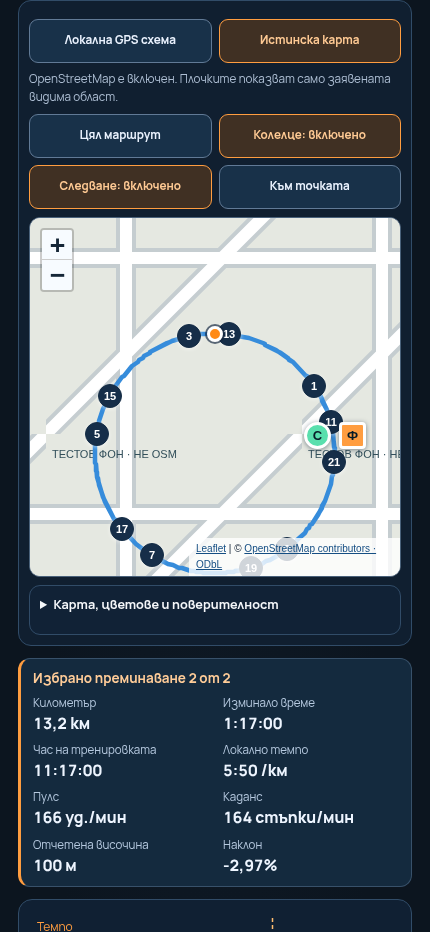 Локална GPS схема
Истинска карта
OpenStreetMap е включен. Плочките показват само заявената
видима област.
Цял маршрут
Колелце: включено
Следване: включено
Към точката
+
−
3
13
1
15
11
5
С
Ф
ТЕСТОВ ФОН · НЕ OSM
ТЕСТОВ ФОН · НЕ
21
17
7
19
Leaflet | © OpenStreetMap contributors ·
ODbL
▶ Карта, цветове и поверителност
Избрано преминаване 2 от 2
Километър
Изминало време
13,2 км
1:17:00
Час на тренировката
Локално темпо
11:17:00
5:50 /км
Пулс
Каданс
166 уд./мин
164 стъпки/мин
Отчетена височина
Наклон
100 м
-2,97%
Темпо